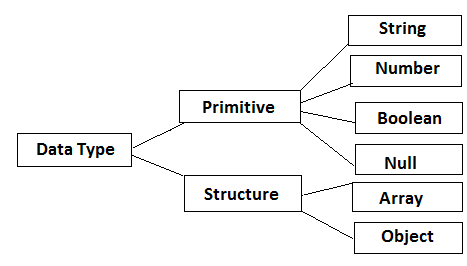 String
Number
Primitive
Boolean
Data Type
Null
Structure
Array
Object